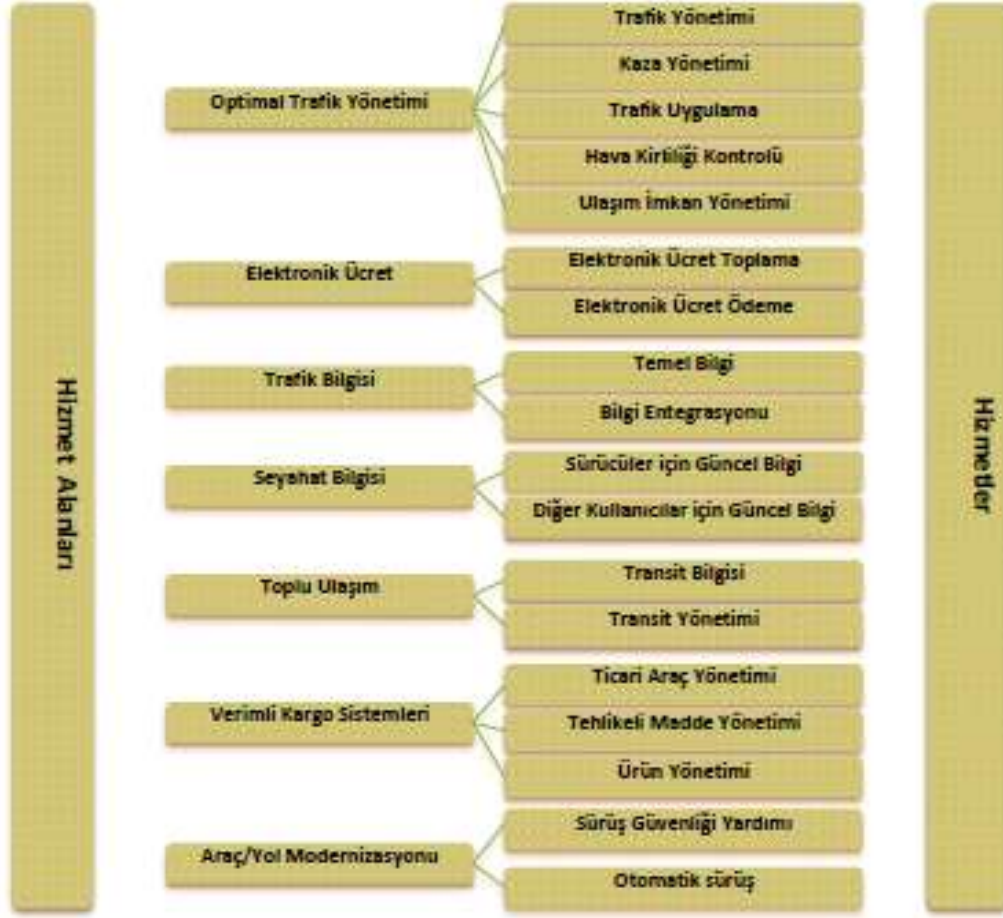 Hizmet Alanları
Optimal Trafik Yönetimi
Trafik Yönetimi
Kaza Yönetimi
Trafik Uygulama
Hava Kirliliği Kontrolü
Ulaşım İmkan Yönetimi
Elektronik Ücret
Elektronik Ücret Toplama
Elektronik Ücret Ödeme
Trafik Bilgisi
Temel Bilgi
Bilgi Entegrasyonu
Seyahat Bilgisi
Sürücüler için Güncel Bilgi
Diğer Kullanıcılar için Güncel Bilgi
Toplu Ulaşım
Transit Bilgisi
Transit Yönetimi
Verimli Kargo Sistemleri
Ticari Araç Yönetimi
Tehlikeli Madde Yönetimi
Ürün Yönetimi
Araç/Yol Modernizasyonu
Sürüş Güvenliği Yardımı
Otomatik sürüş
Hizmetler